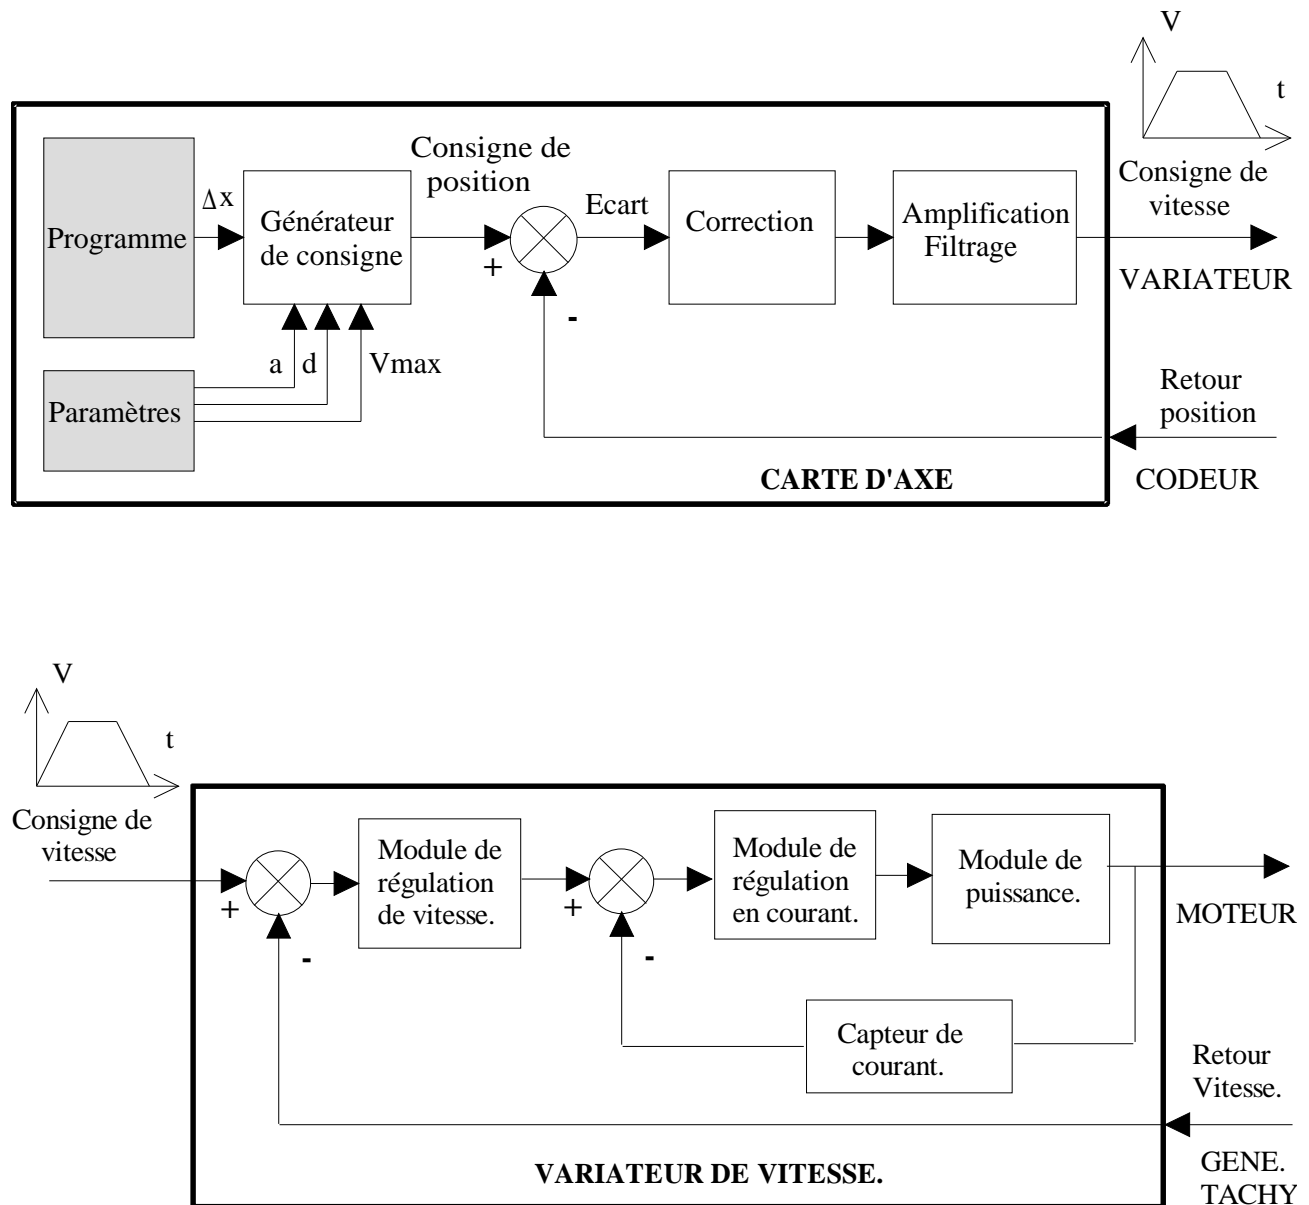 V
t
Consigne de
vitesse
VARIATEUR
Programme
Δx
Générateur
de consigne
Consigne de
position
+
-
Ecart
Correction
Amplification
Filtrage
a
d
Vmax
Paramètres
Retour
position
CARTE D'AXE
CODEUR
V
t
Consigne de
vitesse
+
-
Module de
régulation
de vitesse.
+
-
Module de
régulation
en courant.
Module de
puissance.
MOTEUR
Capteur de
courant.
Retour
Vitesse.
VARIATEUR DE VITESSE.
GENE.
TACHY